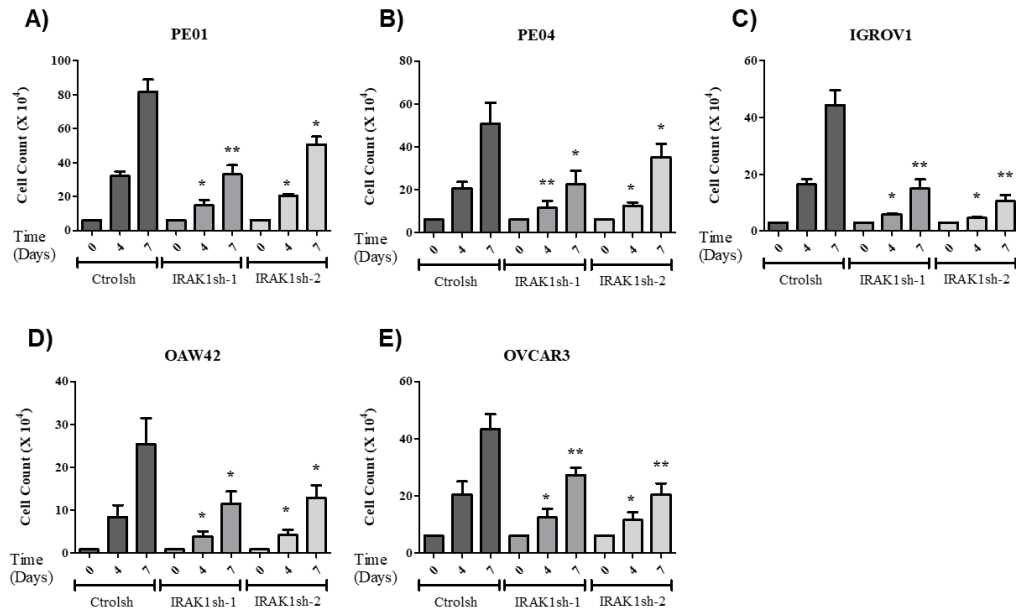 A)
PE01
Cell Count (X 10⁴)
100
80
60
40
20
0
* ** * *
Time (Days)
0 4 7 0 4 7 0 4 7
Ctrolsh IRAK1sh-1 IRAK1sh-2
B)
PE04
Cell Count (X 10⁴)
80
60
40
20
0
** * * *
0 4 7 0 4 7 0 4 7
Ctrolsh IRAK1sh-1 IRAK1sh-2
C)
IGROV1
Cell Count (X 10⁴)
60
40
20
0
* ** * **
0 4 7 0 4 7 0 4 7
Ctrolsh IRAK1sh-1 IRAK1sh-2
D)
OAW42
Cell Count (X 10⁴)
40
30
20
10
0
* * * *
Time (Days)
0 4 7 0 4 7 0 4 7
Ctrolsh IRAK1sh-1 IRAK1sh-2
E)
OVCAR3
Cell Count (X 10⁴)
60
40
20
0
* ** * **
0 4 7 0 4 7 0 4 7
Ctrolsh IRAK1sh-1 IRAK1sh-2